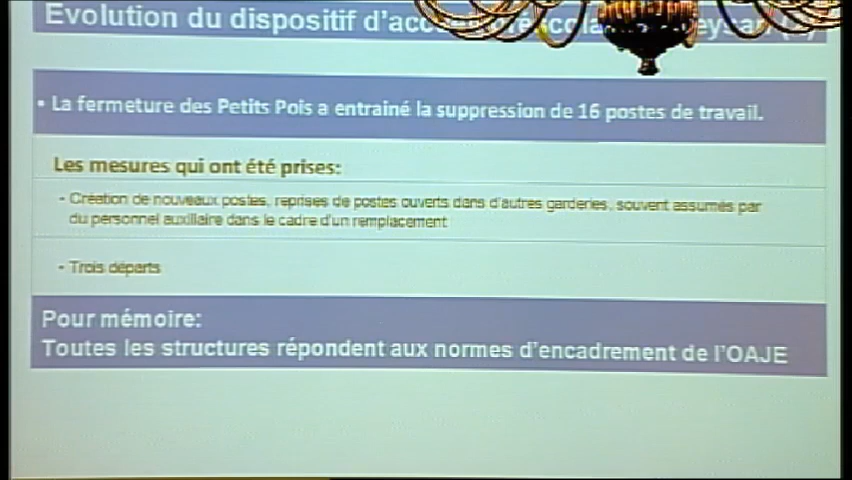 Evolution du dispositif d'acc
• La fermeture des Petits Pois a entrainé la suppression de 16 postes de travail.
Les mesures qui ont été prises:
- Création de nouveaux postes, reprises de postes ouverts dans d'autres garderies, souvent assumés par
du personnel auxiliaire dans le cadre d'un remplacement
- Trois départs
Pour mémoire:
Toutes les structures répondent aux normes d'encadrement de l'OAJE